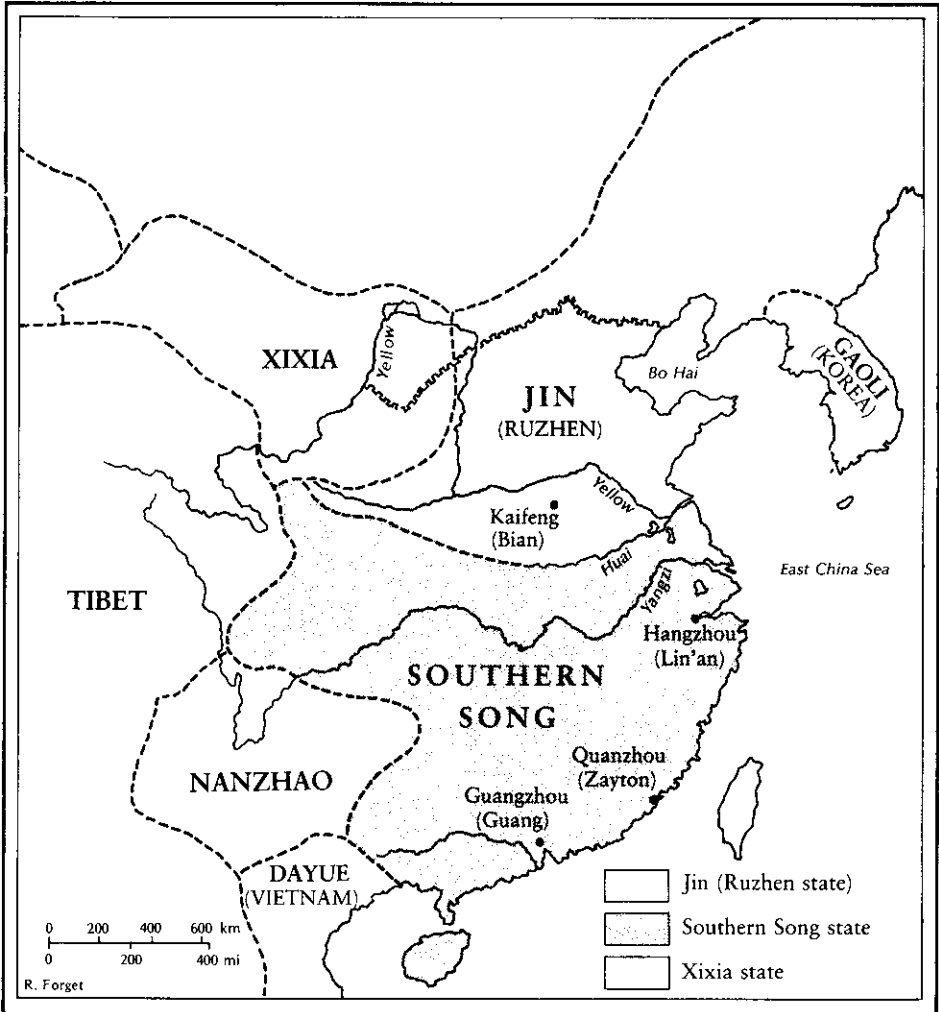 XIXIA
Yellow
JIN
(RUZHEN)
Bo Hai
GAOLI
(KOREA)
Kaifeng
(Bian)
Yellow
Huai
Yangzi
East China Sea
TIBET
Hangzhou
(Lin'an)
SOUTHERN
SONG
NANZHAO
Quanzhou
(Zayton)
Guangzhou
(Guang)
DAYUE
(VIETNAM)
Jin (Ruzhen state)
Southern Song state
Xixia state
0 200 400 600 km
0 200 400 mi
R. Forget